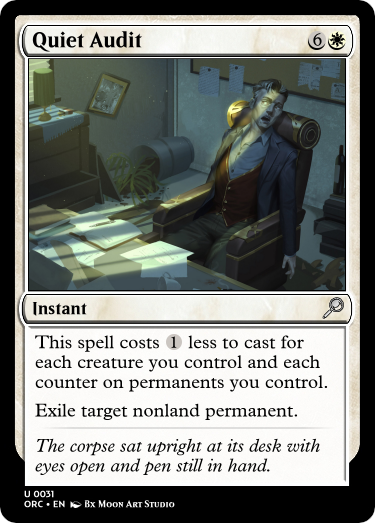 Quiet Audit 6
Instant
This spell costs 1 less to cast for
each creature you control and each
counter on permanents you control.
Exile target nonland permanent.
The corpse sat upright at its desk with
eyes open and pen still in hand.
U 0031
ORC • EN Bx Moon Art Studio